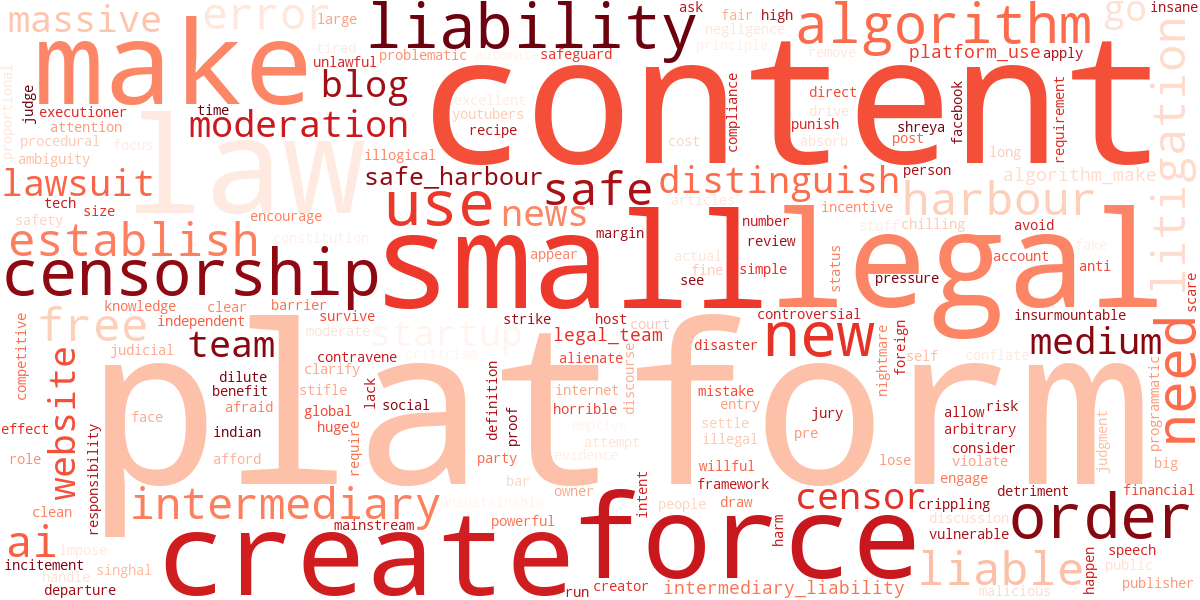 massive error large ask fair high algorithm go insane
make tired liability negligence
problematic automate safeguard principle platform_use apply
unlawful remove
proportional judge executioner time blog excellent content compliance direct drive requirement litigation
attention moderation youtubers punish shreya facebook
procedural law focus recipe cost absorb post long
ambiguity illogical person algorithm_make
lawsuit safe_harbour safe distinguish harbour
tech size use news articles incentive
safety encourage margin number stuff chilling avoid
establish constitution small appear actual review legal fake
censorship fine see simple status account anti
pressure scare
knowledge clear barrier strike host controversial insurmountable
competitive free independent survive startup legal_team court new medium need
judicial moderate team contravene criticize alienate disaster nightmare foreign self conflate
website clarify
dilute platform internet discourse
benefit stifle lack mistake entry allow risk
afraid global social definition horrible jury
effect face huge proof settle arbitrary programmatic
indian require emptive illegal pre consider judgment
role responsibility afford evidence attempt lose violate big
party willful engage
clean intermediary bar intent framework censor detriment financial
unsustainable owner people draw crippling order
mainstream powerful harm discussion
ai impose create force vulnerable speech
incitement handle singhal liable happen public
departure run creator intermediary_liability malicious publisher